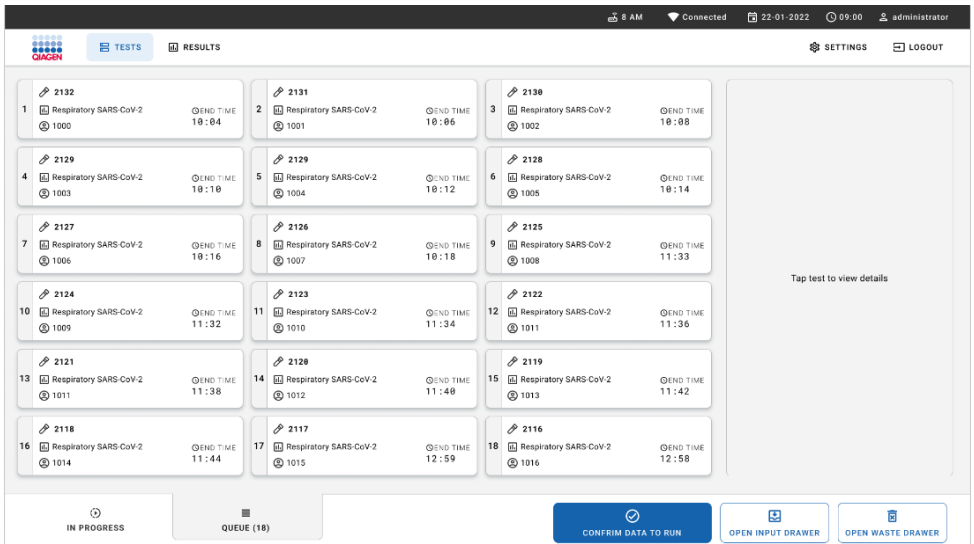 8 AM Connected 22-01-2022 09:00 administrator
QIAGEN TESTS RESULTS SETTINGS LOGOUT
1 2132 Respiratory SARS-CoV-2 1000 END TIME 10:04
2 2131 Respiratory SARS-CoV-2 1001 END TIME 10:06
3 2130 Respiratory SARS-CoV-2 1002 END TIME 10:08
4 2129 Respiratory SARS-CoV-2 1003 END TIME 10:10
5 2129 Respiratory SARS-CoV-2 1004 END TIME 10:12
6 2128 Respiratory SARS-CoV-2 1005 END TIME 10:14
7 2127 Respiratory SARS-CoV-2 1006 END TIME 10:16
8 2126 Respiratory SARS-CoV-2 1007 END TIME 10:18
9 2125 Respiratory SARS-CoV-2 1008 END TIME 11:33
10 2124 Respiratory SARS-CoV-2 1009 END TIME 11:32
11 2123 Respiratory SARS-CoV-2 1010 END TIME 11:34
12 2122 Respiratory SARS-CoV-2 1011 END TIME 11:36
13 2121 Respiratory SARS-CoV-2 1011 END TIME 11:38
14 2120 Respiratory SARS-CoV-2 1012 END TIME 11:40
15 2119 Respiratory SARS-CoV-2 1013 END TIME 11:42
16 2118 Respiratory SARS-CoV-2 1014 END TIME 11:44
17 2117 Respiratory SARS-CoV-2 1015 END TIME 12:59
18 2116 Respiratory SARS-CoV-2 1016 END TIME 12:58
Tap test to view details
IN PROGRESS QUEUE (18) CONFRIM DATA TO RUN OPEN INPUT DRAWER OPEN WASTE DRAWER